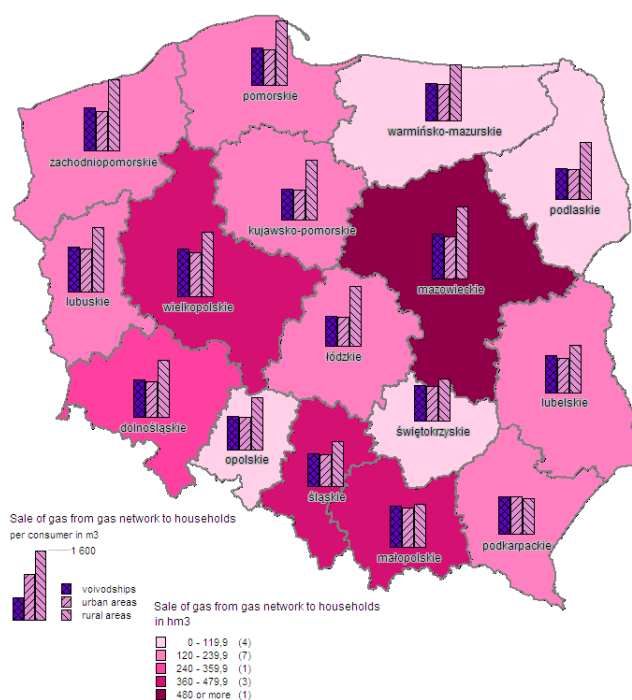 pomorskie
warmińsko-mazurskie
zachodniopomorskie
podlaskie
kujawsko-pomorskie
mazowieckie
lubuskie
wielkopolskie
łódzkie
lubelskie
dolnośląskie
świętokrzyskie
opolskie
śląskie
małopolskie
podkarpackie
Sale of gas from gas network to households
per consumer in m3
1 600
voivodships
urban areas
rural areas
Sale of gas from gas network to households
in hm3
0 - 119,9 (4)
120 - 239,9 (7)
240 - 359,9 (1)
360 - 479,9 (3)
480 or more (1)